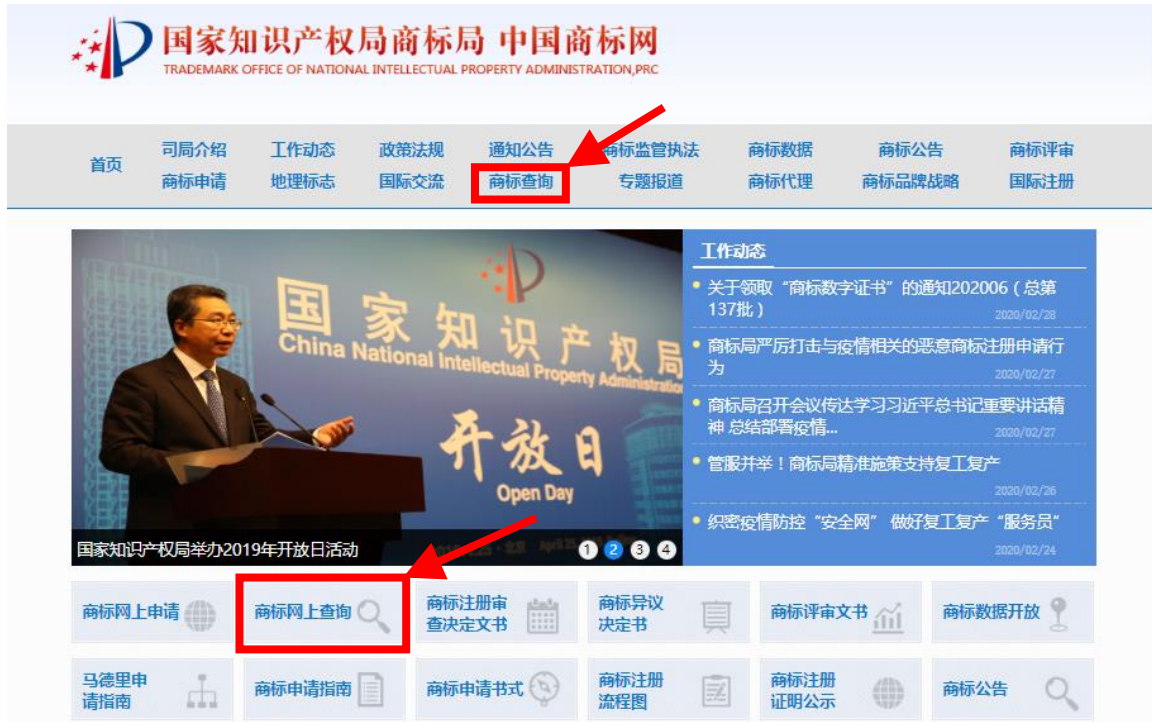 国家知识产权局商标局 中国商标网
TRADEMARK OFFICE OF NATIONAL INTELLECTUAL PROPERTY ADMINISTRATION,PRC
首页
司局介绍 工作动态 政策法规 通知公告 商标监管执法 商标数据 商标公告 商标评审
商标申请 地理标志 国际交流 商标查询 专题报道 商标代理 商标品牌战略 国际注册
国家知识产权局
China National Intellectual Property Administration
开放日
Open Day
国家知识产权局举办2019年开放日活动
1 2 3 4
工作动态
关于领取“商标数字证书”的通知202006（总第
137批）
2020/02/28
商标局严厉打击与疫情相关的恶意商标注册申请行
为
2020/02/27
商标局召开会议传达学习习近平总书记重要讲话精
神 总结部署疫情...
2020/02/27
管服并举！商标局精准施策支持复工复产
2020/02/26
织密疫情防控“安全网” 做好复工复产“服务员”
2020/02/24
商标网上申请
商标网上查询
商标注册审
查决定文书
商标异议
决定书
商标评审文书
商标数据开放
马德里申
请指南
商标申请指南
商标申请书式
商标注册
流程图
商标注册
证明公示
商标公告